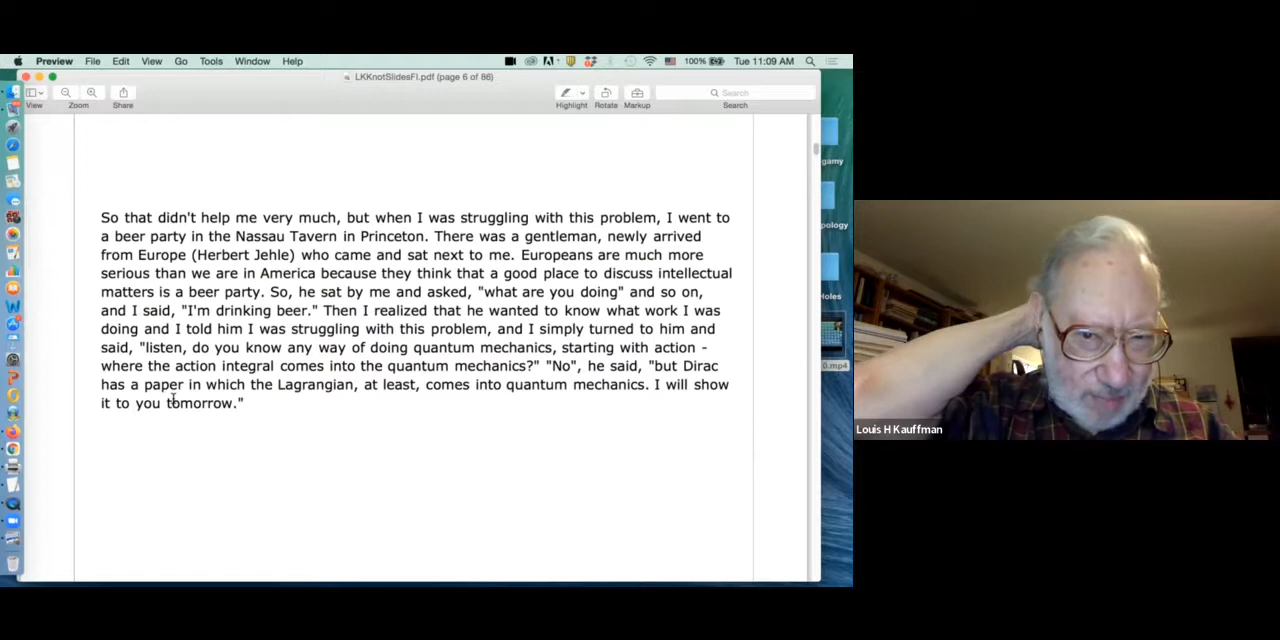 Preview File Edit View Go Tools Window Help 100% Tue 11:09 AM
LKKnotSlidesFI.pdf (page 6 of 86)
Search
View Zoom Share Highlight Rotate Markup Search
So that didn't help me very much, but when I was struggling with this problem, I went to
a beer party in the Nassau Tavern in Princeton. There was a gentleman, newly arrived
from Europe (Herbert Jehle) who came and sat next to me. Europeans are much more
serious than we are in America because they think that a good place to discuss intellectual
matters is a beer party. So, he sat by me and asked, "what are you doing" and so on,
and I said, "I'm drinking beer." Then I realized that he wanted to know what work I was
doing and I told him I was struggling with this problem, and I simply turned to him and
said, "listen, do you know any way of doing quantum mechanics, starting with action -
where the action integral comes into the quantum mechanics?" "No", he said, "but Dirac
has a paper in which the Lagrangian, at least, comes into quantum mechanics. I will show
it to you tomorrow."
gamy
pology
Holes
0.mp4
Louis H Kauffman